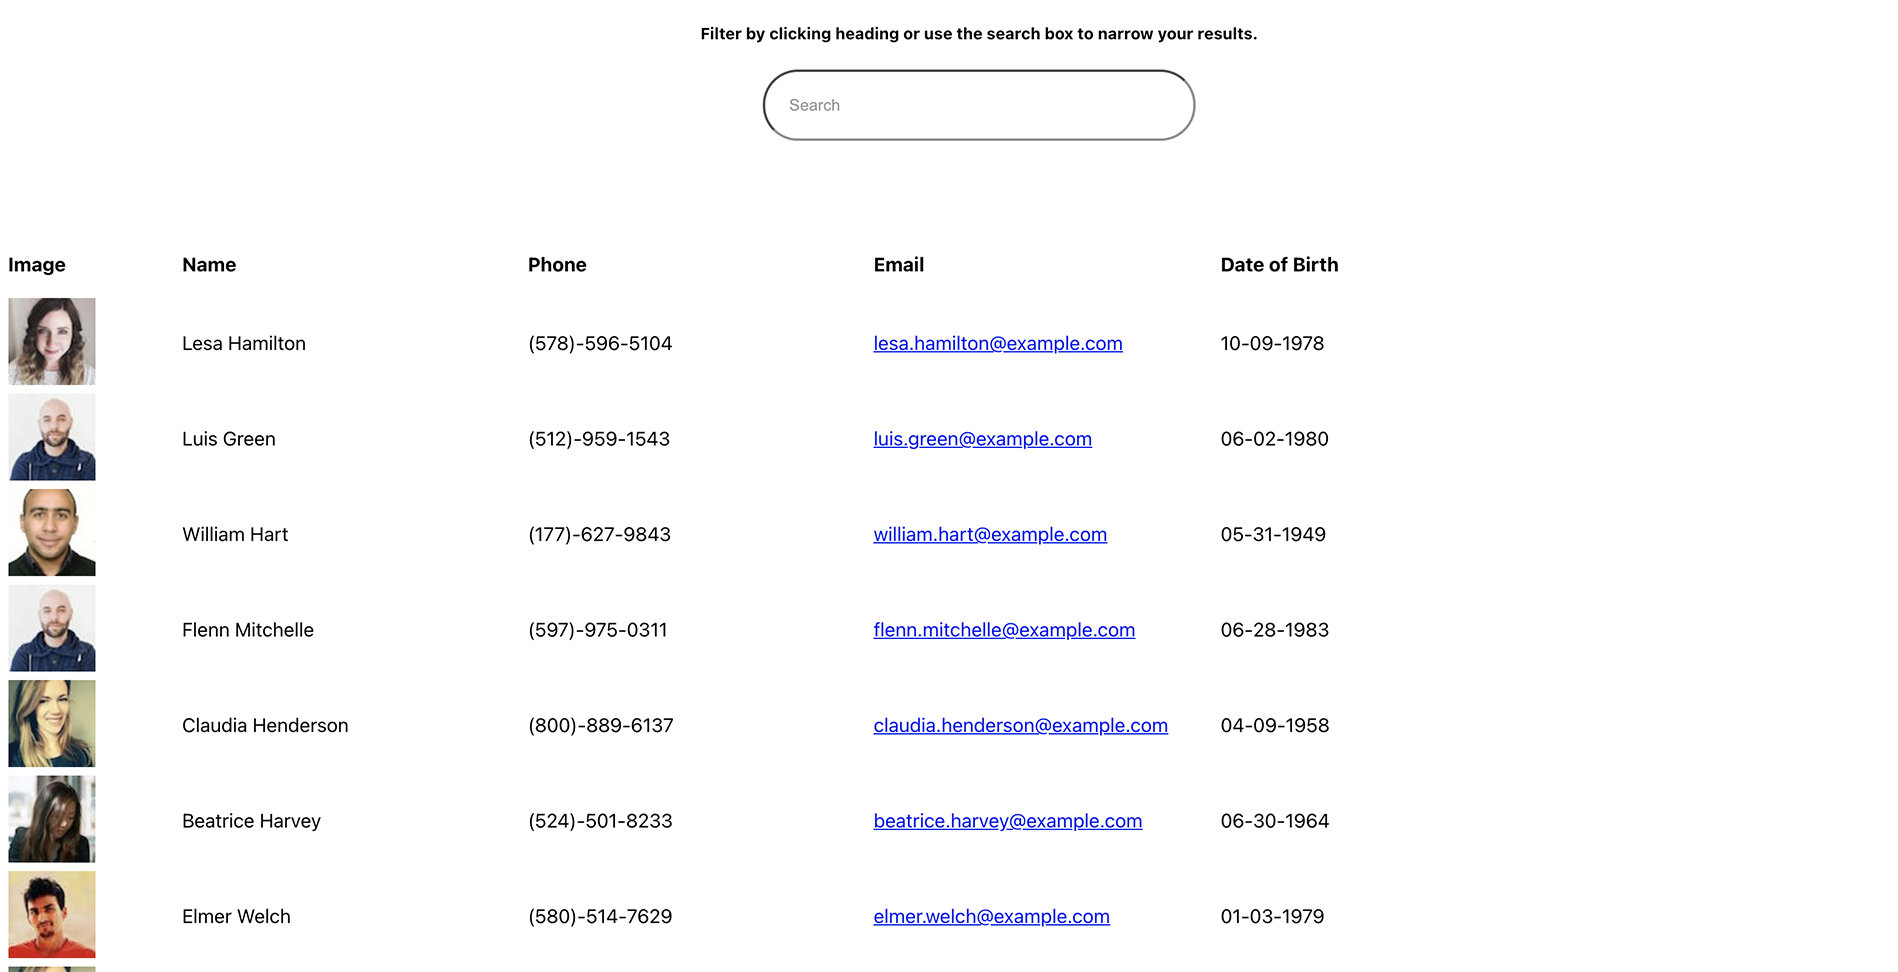 Filter by clicking heading or use the search box to narrow your results.
Search
Image Name Phone Email Date of Birth
Lesa Hamilton (578)-596-5104 lesa.hamilton@example.com 10-09-1978
Luis Green (512)-959-1543 luis.green@example.com 06-02-1980
William Hart (177)-627-9843 william.hart@example.com 05-31-1949
Flenn Mitchelle (597)-975-0311 flenn.mitchelle@example.com 06-28-1983
Claudia Henderson (800)-889-6137 claudia.henderson@example.com 04-09-1958
Beatrice Harvey (524)-501-8233 beatrice.harvey@example.com 06-30-1964
Elmer Welch (580)-514-7629 elmer.welch@example.com 01-03-1979